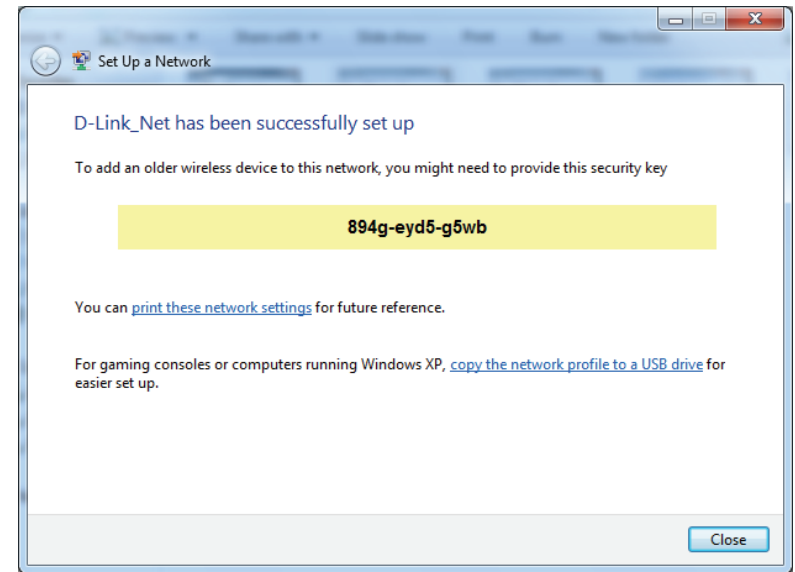 Set Up a Network
D-Link_Net has been successfully set up
To add an older wireless device to this network, you might need to provide this security key
894g-eyd5-g5wb
You can print these network settings for future reference.
For gaming consoles or computers running Windows XP, copy the network profile to a USB drive for
easier set up.
Close